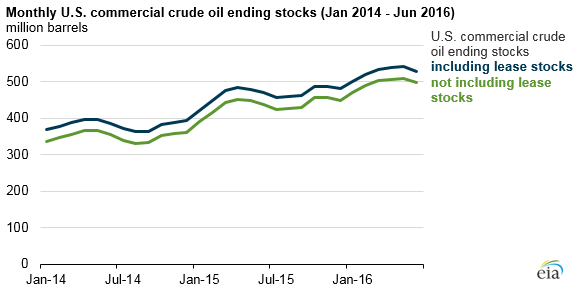 Monthly U.S. commercial crude oil ending stocks (Jan 2014 - Jun 2016)
million barrels
U.S. commercial crude
oil ending stocks
including lease stocks
not including lease
stocks
600
500
400
300
200
100
0
Jan-14 Jul-14 Jan-15 Jul-15 Jan-16
eia